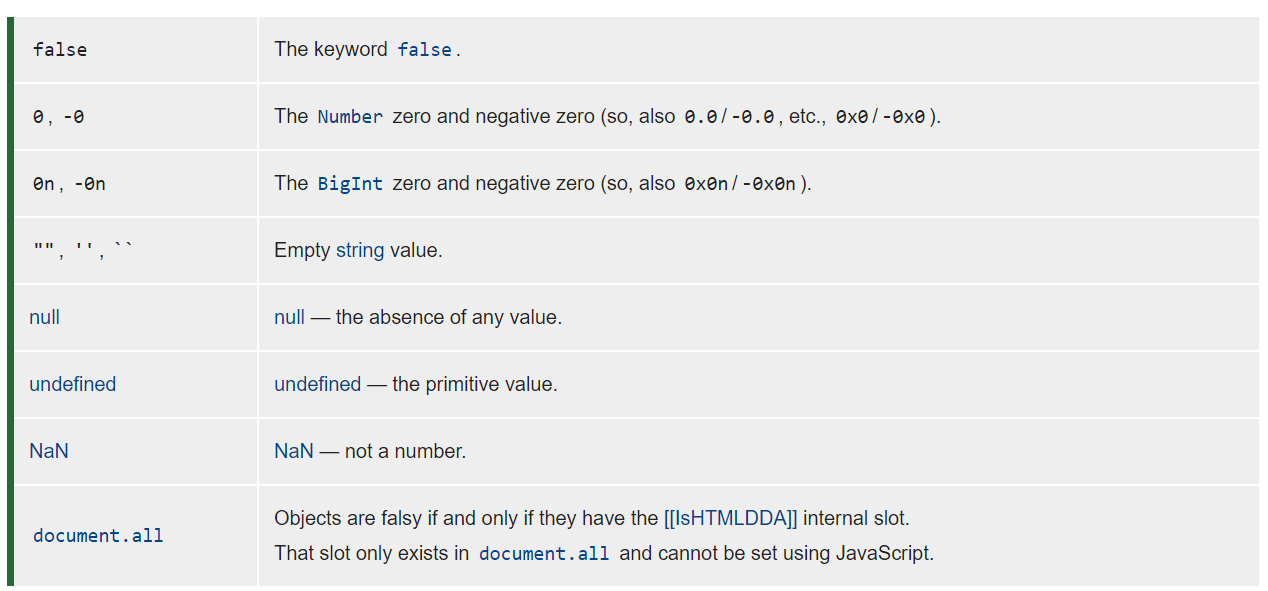 false The keyword false.
0, -0 The Number zero and negative zero (so, also 0.0/-0.0, etc., 0x0/-0x0).
0n, -0n The BigInt zero and negative zero (so, also 0x0n/-0x0n).
"", '', `` Empty string value.
null null — the absence of any value.
undefined undefined — the primitive value.
NaN NaN — not a number.
document.all Objects are falsy if and only if they have the [[IsHTMLDDA]] internal slot.
That slot only exists in document.all and cannot be set using JavaScript.